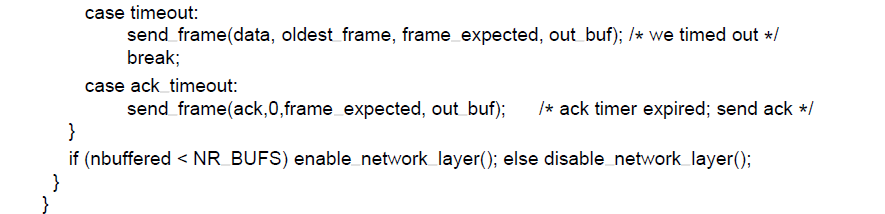 case timeout:
send_frame(data, oldest_frame, frame_expected, out_buf); /* we timed out */
break;
case ack_timeout:
send_frame(ack,0,frame_expected, out_buf); /* ack timer expired; send ack */
}
if (nbuffered < NR_BUFS) enable_network_layer(); else disable_network_layer();
}
}